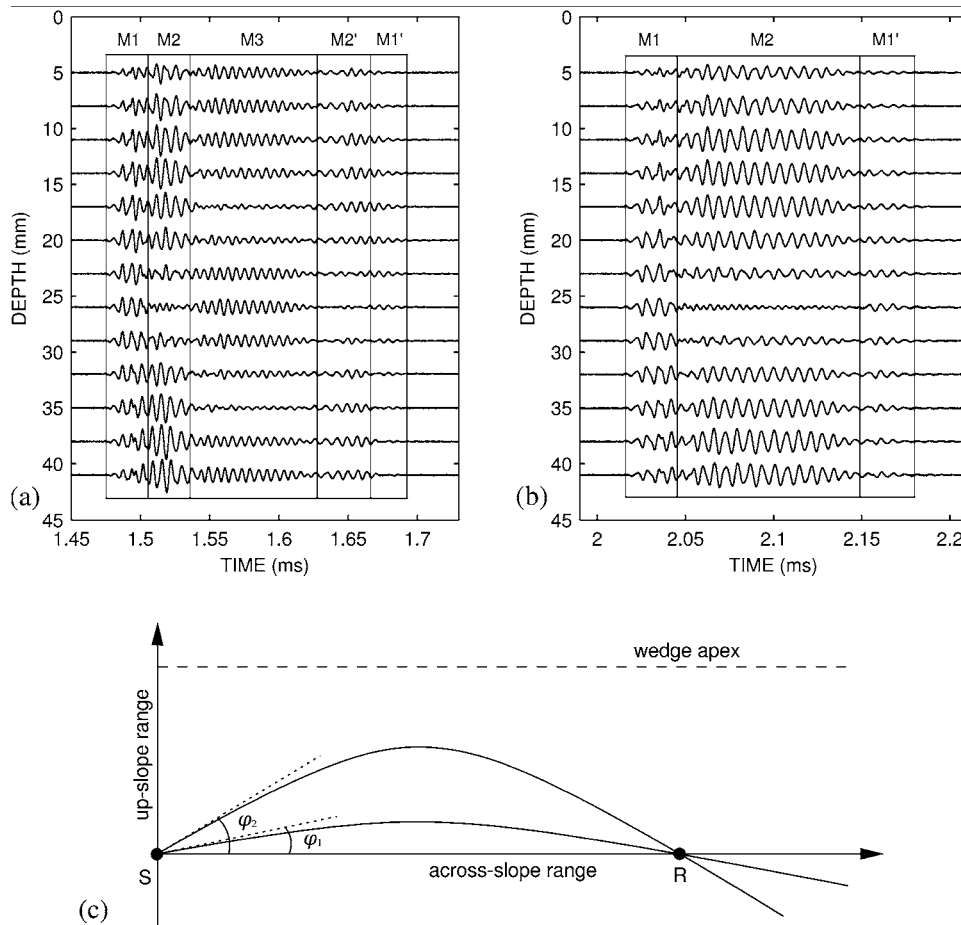 M1 M2 M3 M2' M1'
0
5
10
15
20
25
30
35
40
45
DEPTH (mm)
1.45 1.5 1.55 1.6 1.65 1.7
TIME (ms)
(a)
M1 M2 M1'
0
5
10
15
20
25
30
35
40
45
DEPTH (mm)
2 2.05 2.1 2.15 2.2
TIME (ms)
(b)
wedge apex
up-slope range
φ₂
φ₁
S
across-slope range
R
(c)